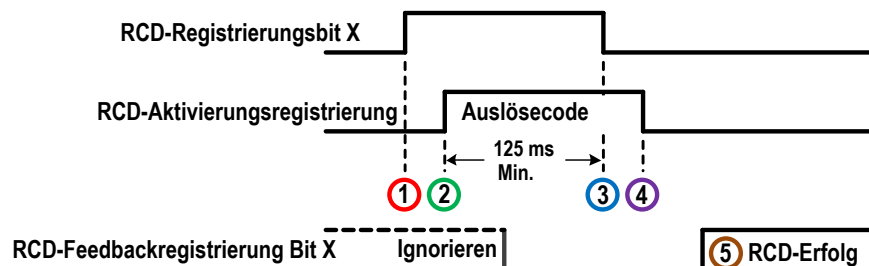 RCD-Registrierungsbit X
RCD-Aktivierungsregistrierung
Auslösecode
125 ms
Min.
1
2
3
4
RCD-Feedbackregistrierung Bit X
Ignorieren
5 RCD-Erfolg